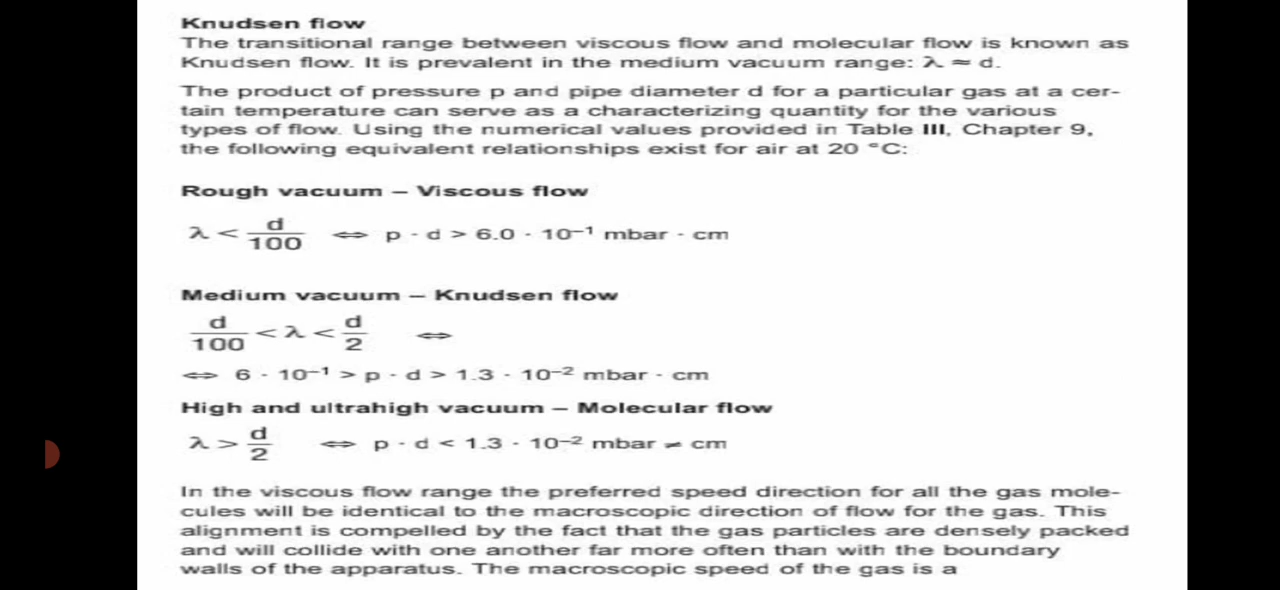 Knudsen flow
The transitional range between viscous flow and molecular flow is known as
Knudsen flow. It is prevalent in the medium vacuum range: λ ≈ d.
The product of pressure p and pipe diameter d for a particular gas at a cer-
tain temperature can serve as a characterizing quantity for the various
types of flow. Using the numerical values provided in Table III, Chapter 9,
the following equivalent relationships exist for air at 20 °C:
Rough vacuum – Viscous flow
λ < d/100 ⇔ p · d > 6.0 · 10⁻¹ mbar · cm
Medium vacuum – Knudsen flow
d/100 < λ < d/2 ⇔
⇔ 6 · 10⁻¹ > p · d > 1.3 · 10⁻² mbar · cm
High and ultrahigh vacuum – Molecular flow
λ > d/2 ⇔ p · d < 1.3 · 10⁻² mbar ≠ cm
In the viscous flow range the preferred speed direction for all the gas mole-
cules will be identical to the macroscopic direction of flow for the gas. This
alignment is compelled by the fact that the gas particles are densely packed
and will collide with one another far more often than with the boundary
walls of the apparatus. The macroscopic speed of the gas is a